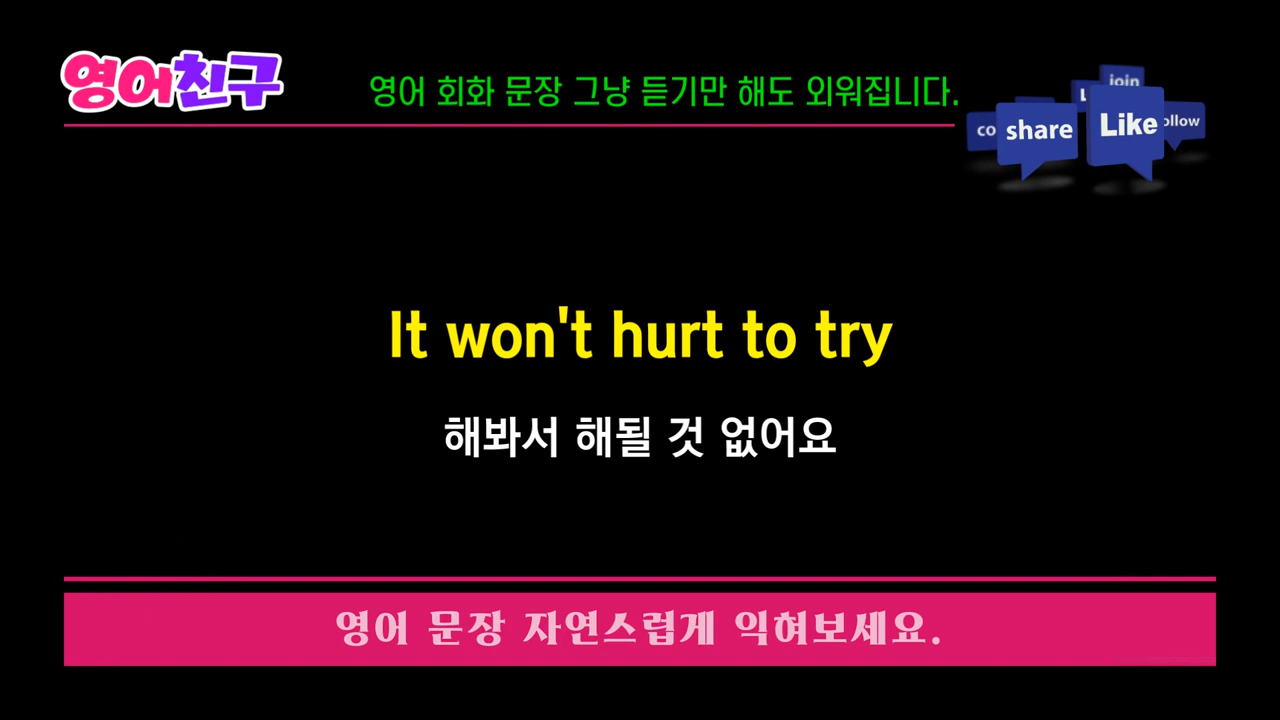 영어친구
영어 회화 문장 그냥 듣기만 해도 외워집니다.
join
share
Like
It won't hurt to try
해봐서 해될 것 없어요
영어 문장 자연스럽게 익혀보세요.